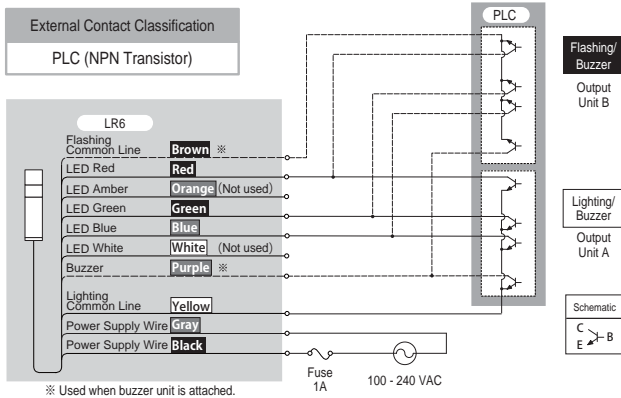 External Contact Classification
PLC (NPN Transistor)
PLC
Flashing/
Buzzer
Output
Unit B
LR6
Flashing
Common Line Brown ※
LED Red Red
LED Amber Orange (Not used)
LED Green Green
LED Blue Blue
LED White White (Not used)
Buzzer Purple ※
Lighting
Common Line Yellow
Power Supply Wire Gray
Power Supply Wire Black
Lighting/
Buzzer
Output
Unit A
Schematic
C
B
E
Fuse
1A
100 - 240 VAC
※ Used when buzzer unit is attached.